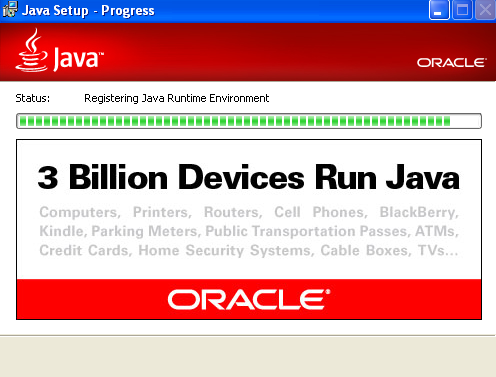 Java Setup - Progress
Java™
ORACLE®
Status: Registering Java Runtime Environment
3 Billion Devices Run Java
Computers, Printers, Routers, Cell Phones, BlackBerry,
Kindle, Parking Meters, Public Transportation Passes, ATMs,
Credit Cards, Home Security Systems, Cable Boxes, TVs...
ORACLE®